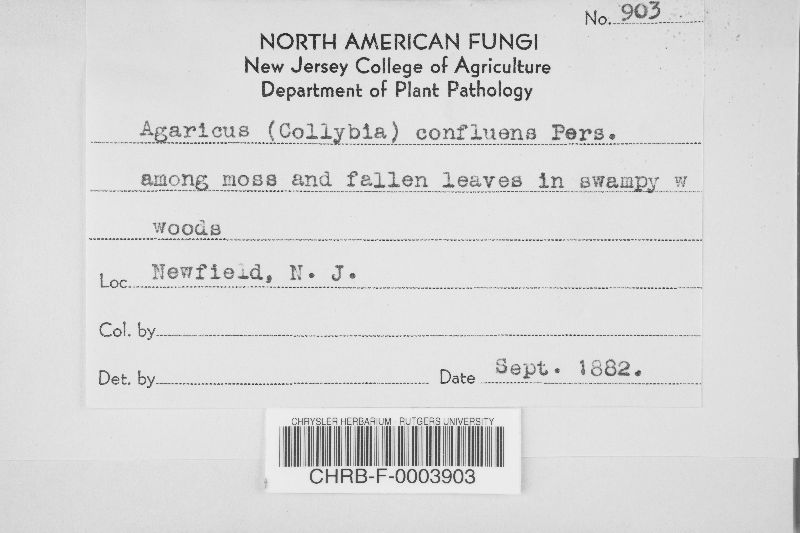 No. 903
NORTH AMERICAN FUNGI
New Jersey College of Agriculture
Department of Plant Pathology
Agaricus (Collybia) confluens Pers.
among moss and fallen leaves in swampy w
woods
Loc. Newfield, N. J.
Col. by
Det. by Date Sept. 1882.
CHRYSLER HERBARIUM RUTGERS UNIVERSITY
CHRB-F-0003903